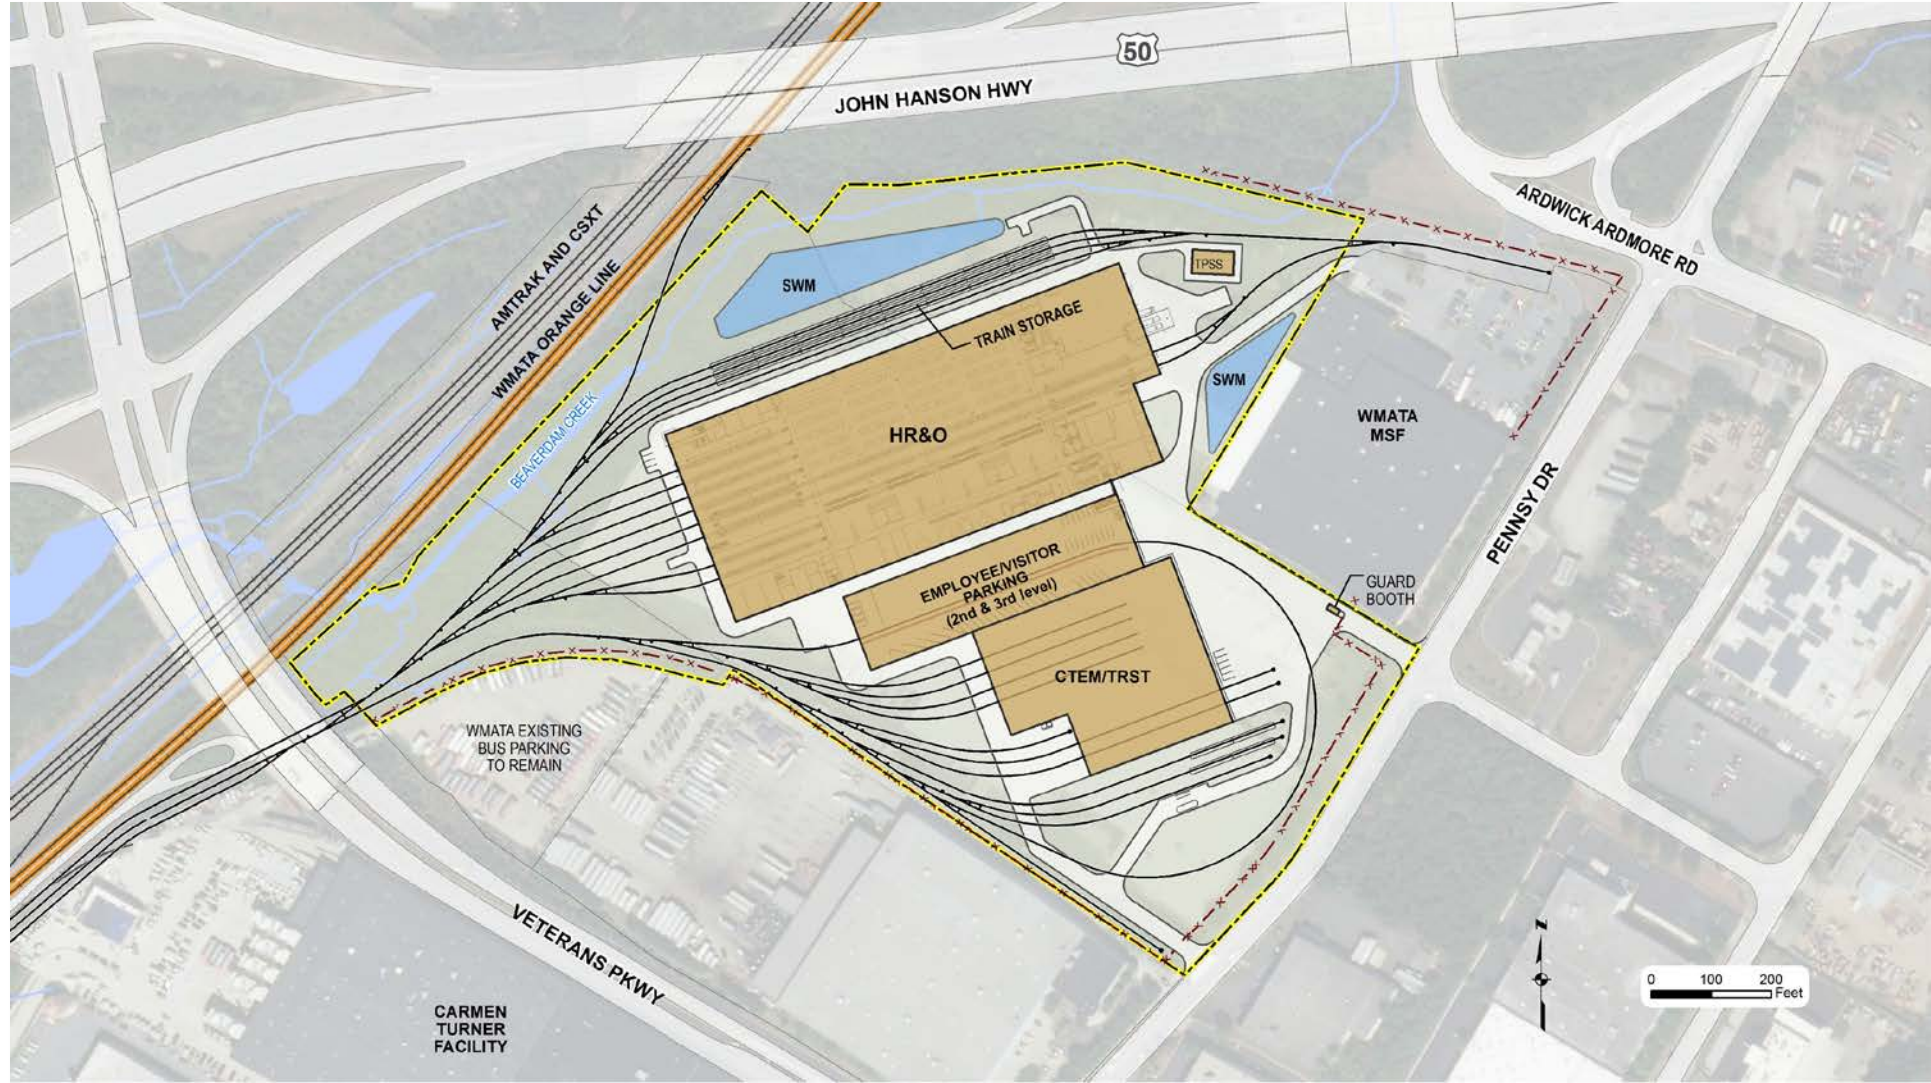 50
JOHN HANSON HWY
ARDWICK ARDMORE RD
AMTRAK AND CSXT
WMATA ORANGE LINE
BEAVERDAM CREEK
SWM
TPSS
TRAIN STORAGE
SWM
HR&O
WMATA
MSF
PENNSY DR
EMPLOYEE/VISITOR
PARKING
(2nd & 3rd level)
GUARD
BOOTH
CTEM/TRST
WMATA EXISTING
BUS PARKING
TO REMAIN
VETERANS PKWY
CARMEN
TURNER
FACILITY
Z
0 100 200
Feet